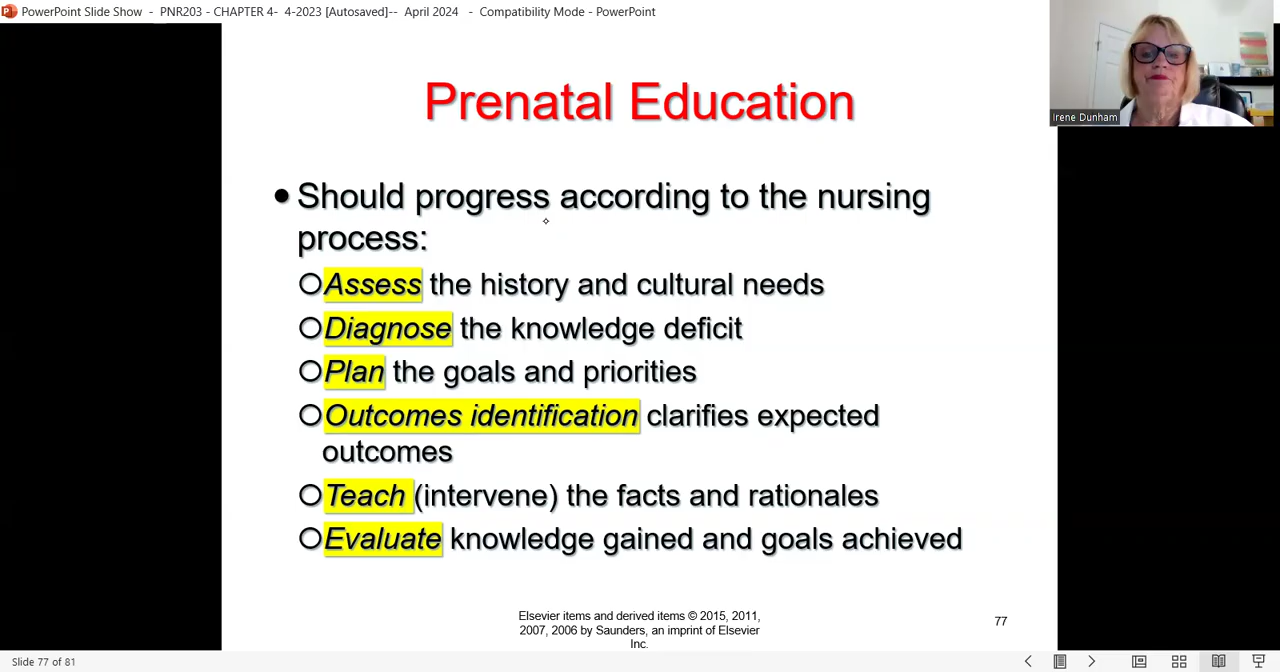 PowerPoint Slide Show - PNR203 - CHAPTER 4- 4-2023 [Autosaved]-- April 2024 - Compatibility Mode - PowerPoint
Irene Dunham
Prenatal Education
Should progress according to the nursing
process:
Assess the history and cultural needs
Diagnose the knowledge deficit
Plan the goals and priorities
Outcomes identification clarifies expected
outcomes
Teach (intervene) the facts and rationales
Evaluate knowledge gained and goals achieved
Elsevier items and derived items © 2015, 2011,
2007, 2006 by Saunders, an imprint of Elsevier
Inc.
77
Slide 77 of 81